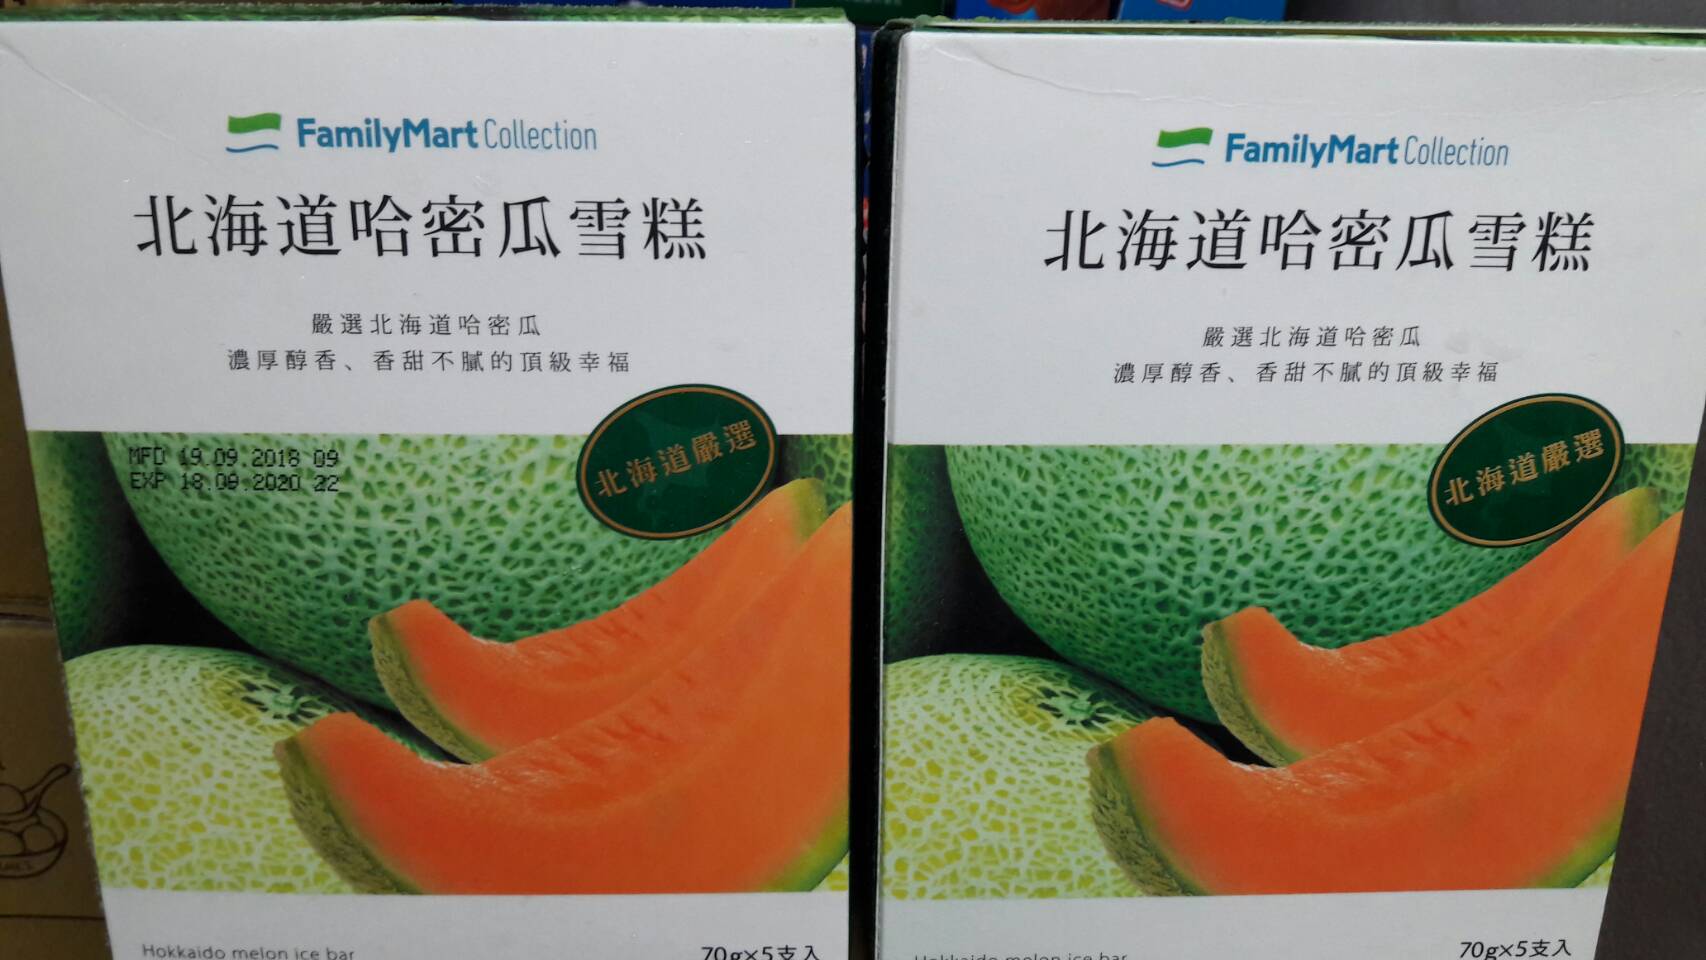 FamilyMart Collection
北海道哈密瓜雪糕
嚴選北海道哈密瓜
濃厚醇香、香甜不膩的頂級幸福
北海道嚴選
MFD 19.09.2018 09
EXP 18.09.2020 22
Hokkaido melon ice bar
70g×5支入
FamilyMart Collection
北海道哈密瓜雪糕
嚴選北海道哈密瓜
濃厚醇香、香甜不膩的頂級幸福
北海道嚴選
Hokkaido melon ice bar
70g×5支入